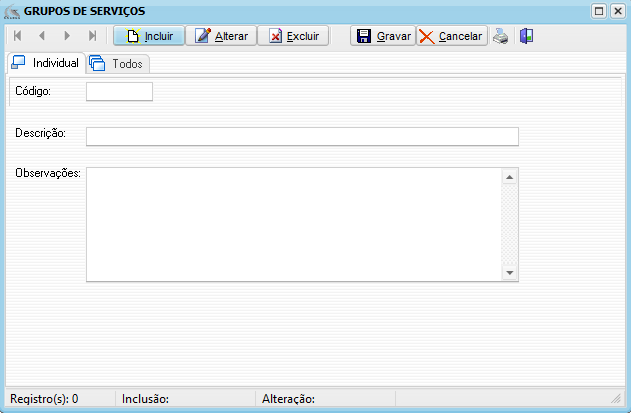 GRUPOS DE SERVIÇOS
Incluir Alterar Excluir Gravar Cancelar
Individual Todos
Código:
Descrição:
Observações:
Registro(s): 0 Inclusão: Alteração: